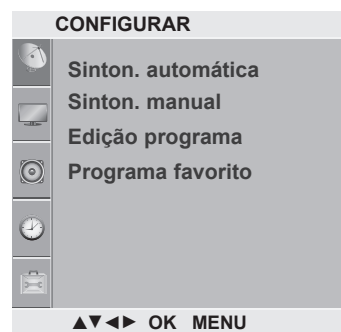 CONFIGURAR
Sinton. automática
Sinton. manual
Edição programa
Programa favorito
▲▼◄► OK MENU